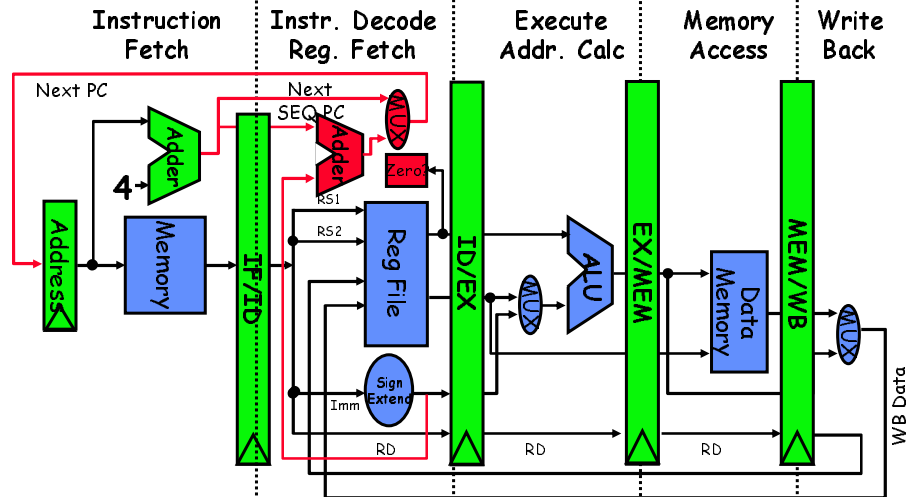 Instruction
Fetch
Instr. Decode
Reg. Fetch
Execute
Addr. Calc
Memory
Access
Write
Back
Next PC
Next
SEQ PC
MUX
Adder
Adder
Zero?
4
RS1
RS2
Address
Memory
IF/ID
Reg File
ID/EX
MUX
ALU
EX/MEM
Data
Memory
MEM/WB
MUX
Sign
Extend
Imm
RD
RD
RD
WB Data